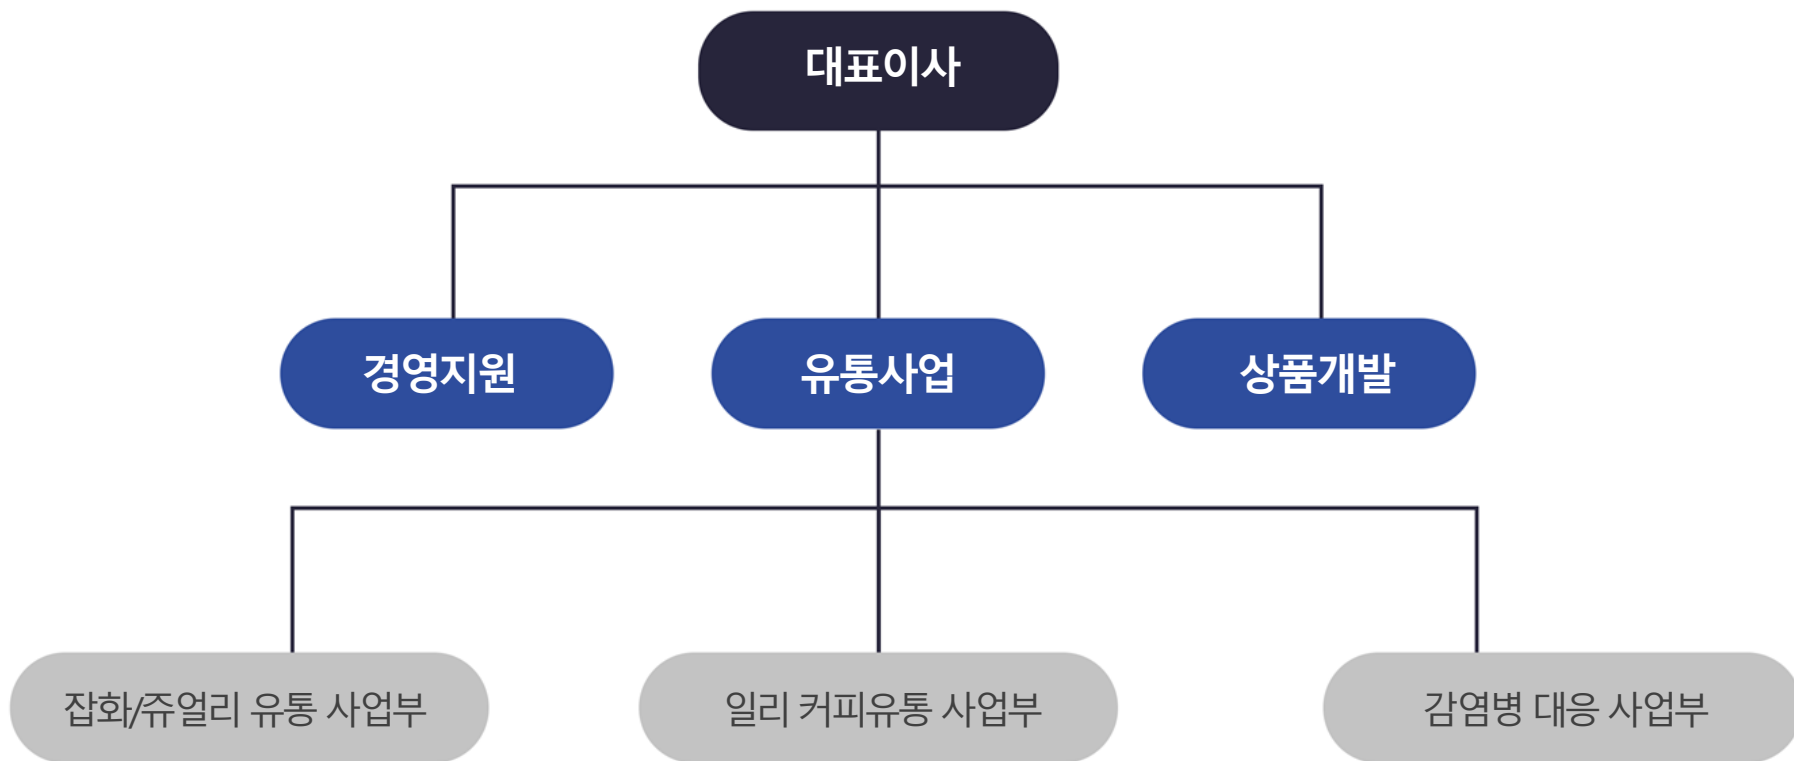 대표이사
경영지원
유통사업
상품개발
잡화/쥬얼리 유통 사업부
일리 커피유통 사업부
감염병 대응 사업부